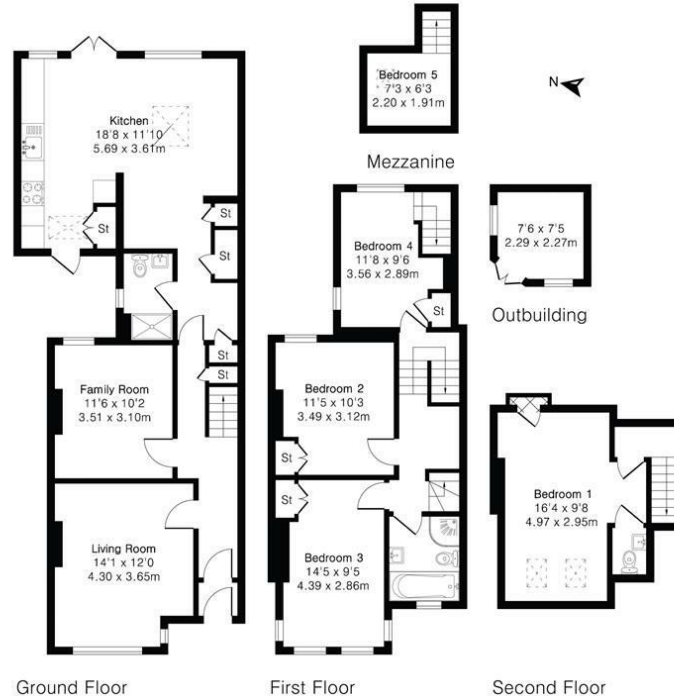 Kitchen
18'8 x 11'10
5.69 x 3.61m
St
St
St
St
St
Family Room
11'6 x 10'2
3.51 x 3.10m
Living Room
14'1 x 12'0
4.30 x 3.65m
Ground Floor
Bedroom 5
7'3 x 6'3
2.20 x 1.91m
Mezzanine
Bedroom 4
11'8 x 9'6
3.56 x 2.89m
St
Bedroom 2
11'5 x 10'3
3.49 x 3.12m
St
St
Bedroom 3
14'5 x 9'5
4.39 x 2.86m
First Floor
N
7'6 x 7'5
2.29 x 2.27m
Outbuilding
Bedroom 1
16'4 x 9'8
4.97 x 2.95m
Second Floor